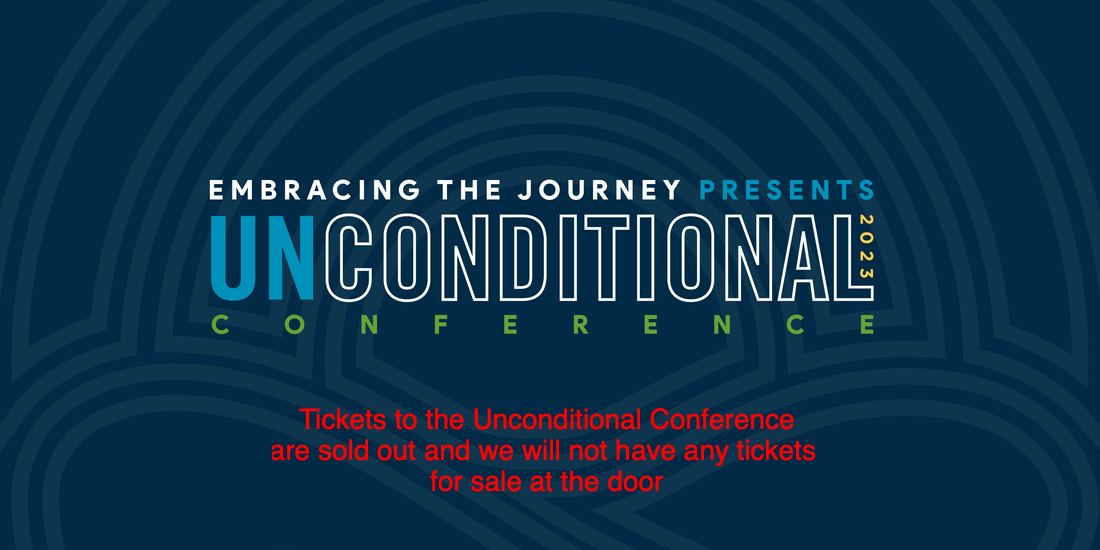 EMBRACING THE JOURNEY PRESENTS
UNCONDITIONAL
2023
CONFERENCE
Tickets to the Unconditional Conference
are sold out and we will not have any tickets
for sale at the door